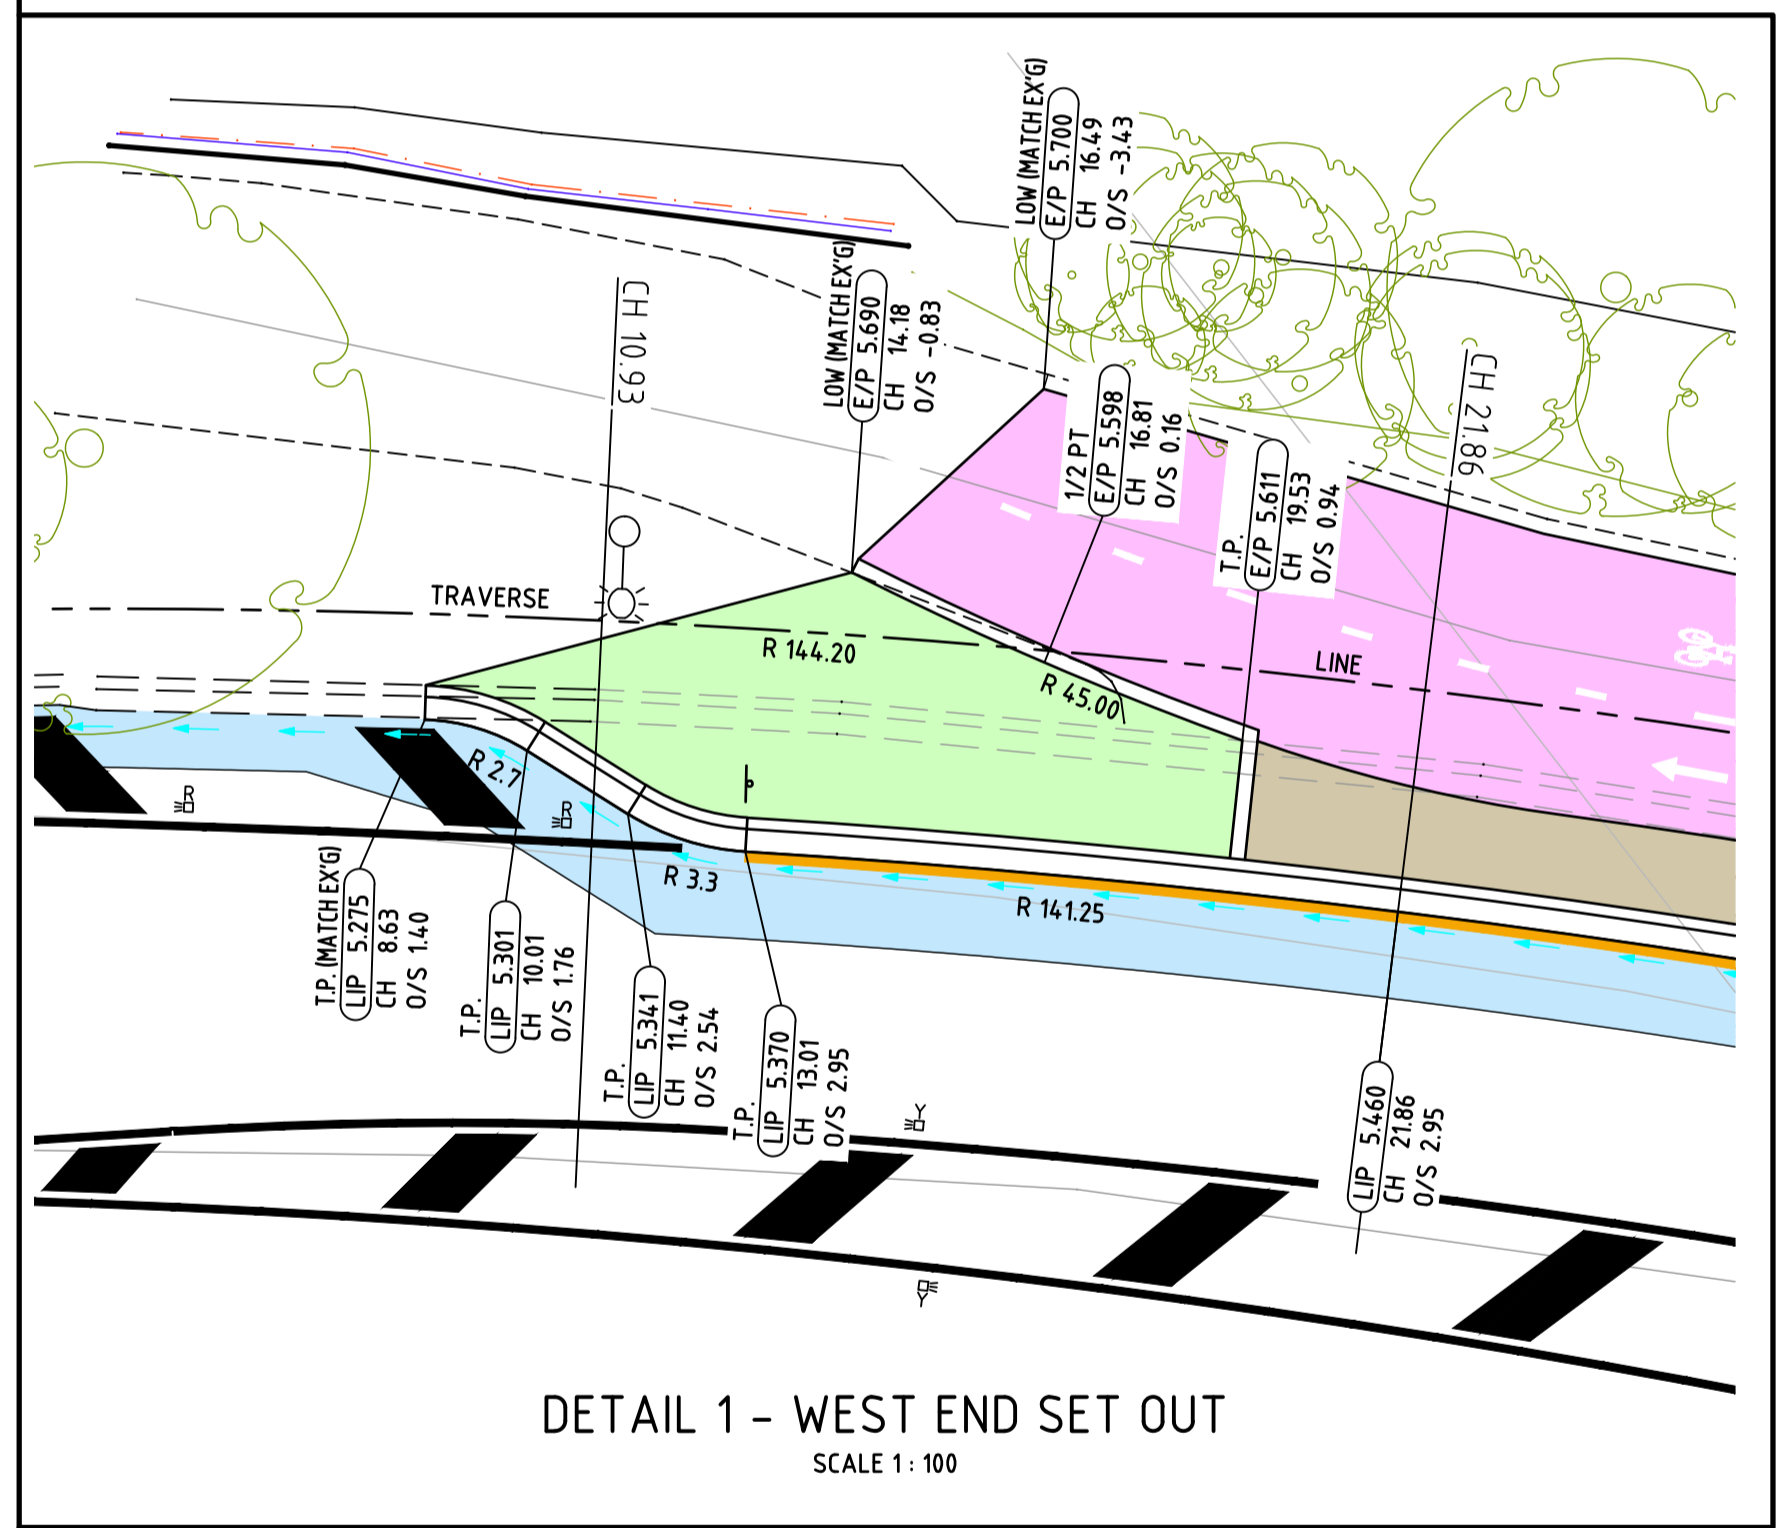 LOW (MATCH EX'G)
E/P 5.700
CH 16.49
O/S -3.43
LOW (MATCH EX'G)
E/P 5.690
CH 14.18
O/S -0.83
CH 10.93
1/2 PT
E/P 5.598
CH 16.81
O/S 0.16
T.P.
E/P 5.611
CH 19.53
O/S 0.94
CH 21.86
TRAVERSE
R 144.20
LINE
R 45.00
R 2.7
R
R
R 3.3
R 141.25
T.P. (MATCH EX'G)
LIP 5.275
CH 8.63
O/S 1.40
T.P.
LIP 5.301
CH 10.01
O/S 1.76
T.P.
LIP 5.341
CH 11.40
O/S 2.54
T.P.
LIP 5.370
CH 13.01
O/S 2.95
LIP 5.460
CH 21.86
O/S 2.95
Y
Y
DETAIL 1 - WEST END SET OUT
SCALE 1 : 100